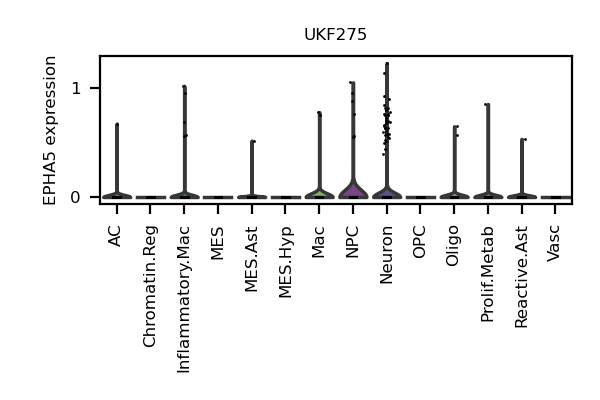 UKF275
EPHA5 expression
1
0
AC
Chromatin.Reg
Inflammatory.Mac
MES
MES.Ast
MES.Hyp
Mac
NPC
Neuron
OPC
Oligo
Prolif.Metab
Reactive.Ast
Vasc